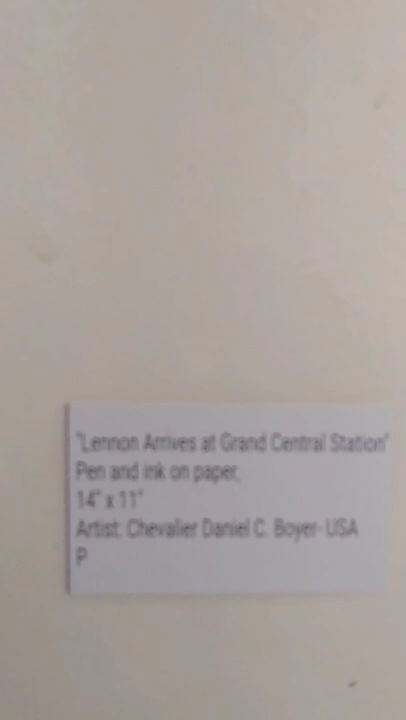 "Lennon Arrives at Grand Central Station"
Pen and ink on paper,
14" x 11"
Artist: Chevalier Daniel C. Boyer- USA
P